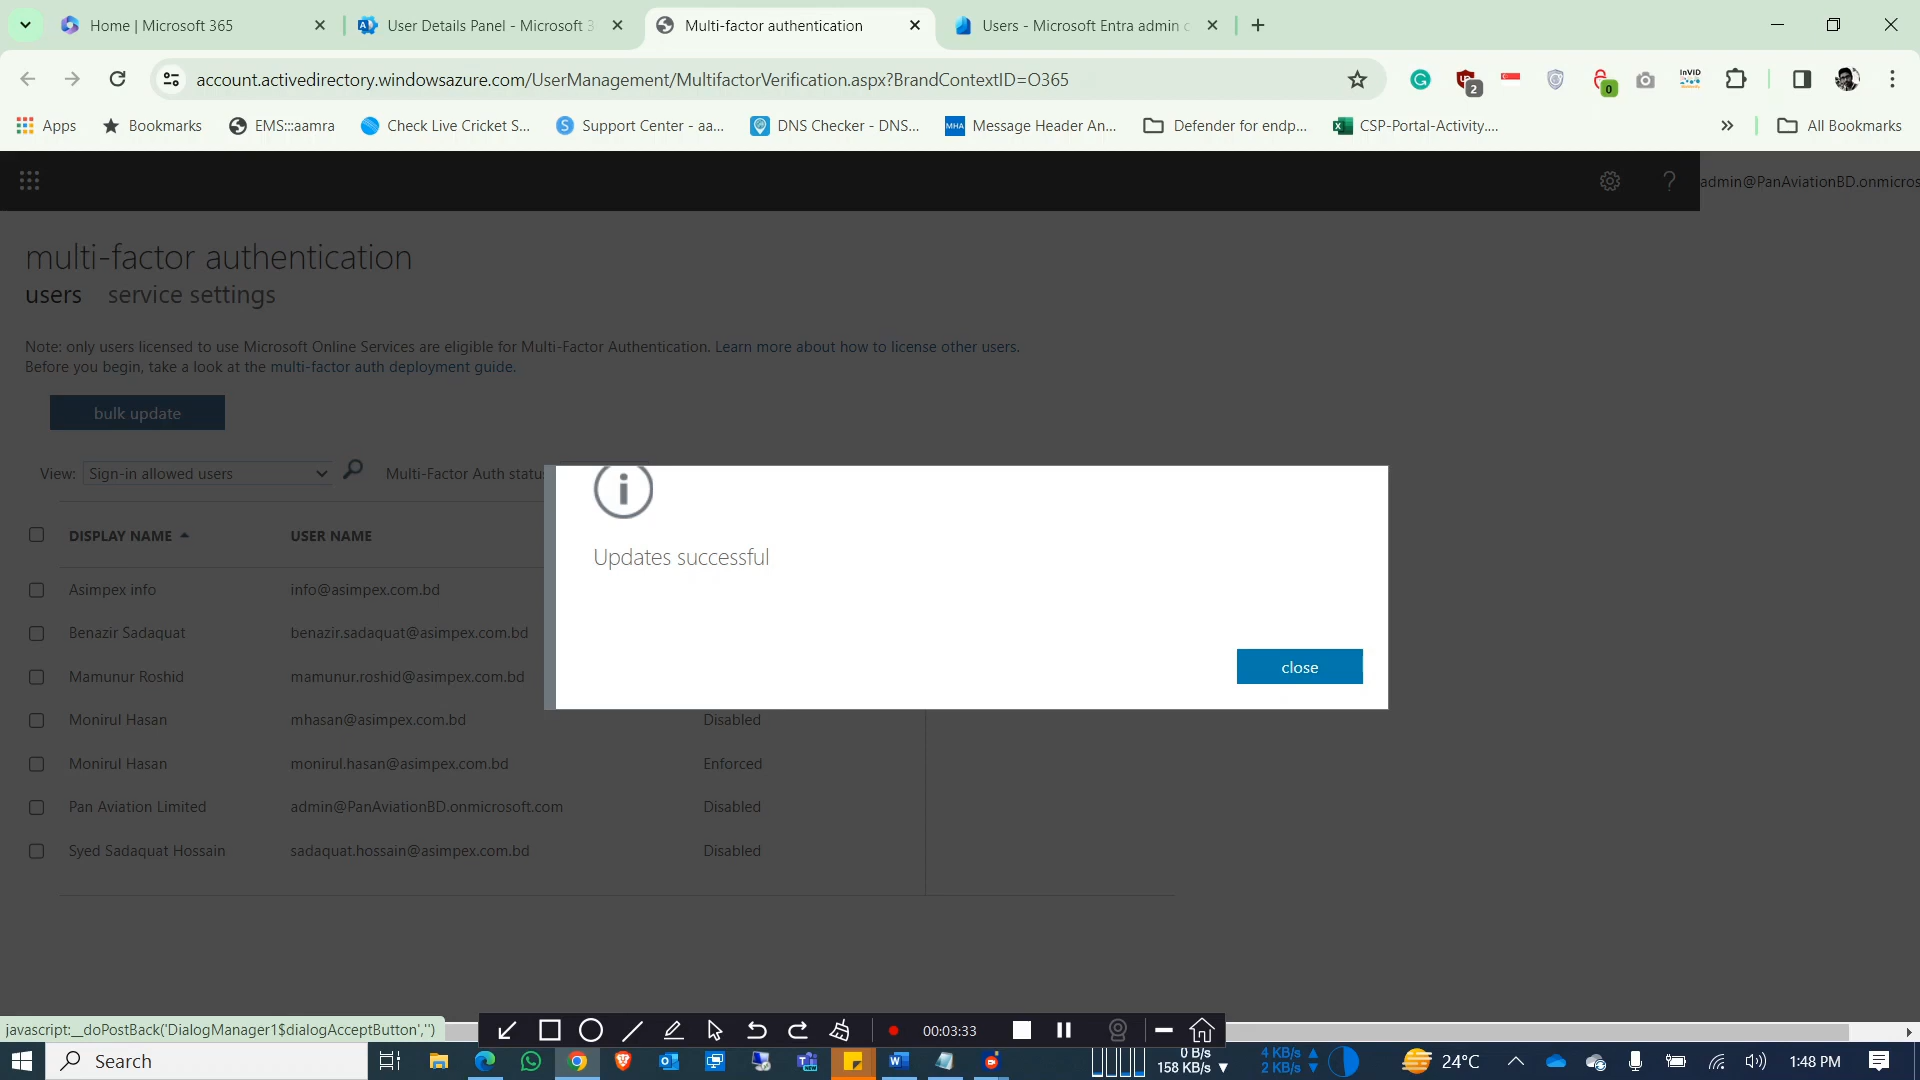 Home | Microsoft 365
User Details Panel - Microsoft 3
Multi-factor authentication
Users - Microsoft Entra admin c
account.activedirectory.windowsazure.com/UserManagement/MultifactorVerification.aspx?BrandContextID=O365
2
0
InVID
Apps
Bookmarks
EMS:::aamra
Check Live Cricket S...
Support Center - aa...
DNS Checker - DNS...
MHA
Message Header An...
Defender for endp...
CSP-Portal-Activity....
All Bookmarks
admin@PanAviationBD.onmicros
multi-factor authentication
users service settings
Note: only users licensed to use Microsoft Online Services are eligible for Multi-Factor Authentication. Learn more about how to license other users.
Before you begin, take a look at the multi-factor auth deployment guide.
bulk update
View: Sign-in allowed users Multi-Factor Auth statu
DISPLAY NAME USER NAME
Asimpex info info@asimpex.com.bd
Benazir Sadaquat benazir.sadaquat@asimpex.com.bd
Mamunur Roshid mamunur.roshid@asimpex.com.bd
Monirul Hasan mhasan@asimpex.com.bd Disabled
Monirul Hasan monirul.hasan@asimpex.com.bd Enforced
Pan Aviation Limited admin@PanAviationBD.onmicrosoft.com Disabled
Syed Sadaquat Hossain sadaquat.hossain@asimpex.com.bd Disabled
Updates successful
close
javascript:__doPostBack('DialogManager1$dialogAcceptButton','')
00:03:33
Search
0 B/s
158 KB/s
4 KB/s
2 KB/s
24°C
1:48 PM